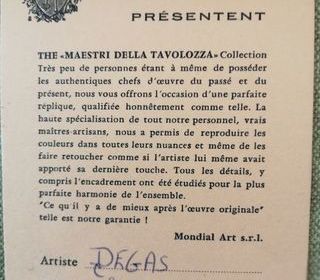 PRÉSENTENT
THE «MAESTRI DELLA TAVOLOZZA» Collection
Très peu de personnes étant à même de posséder
les authentiques chefs d'œuvre du passé et du
présent, nous vous offrons l'occasion d'une parfaite
réplique, qualifiée honnêtement comme telle. La
haute spécialisation de tout notre personnel, vrais
maîtres-artisans, nous a permis de reproduire les
couleurs dans toutes leurs nuances et même de les
faire retoucher comme si l'artiste lui même avait
apporté sa dernière touche. Tous les détails, y
compris l'encadrement ont été étudiés pour la plus
parfaite harmonie de l'ensemble.
"Ce qu'il y a de mieux après l'œuvre originale"
telle est notre garantie !
Mondial Art s.r.l.
Artiste DEGAS